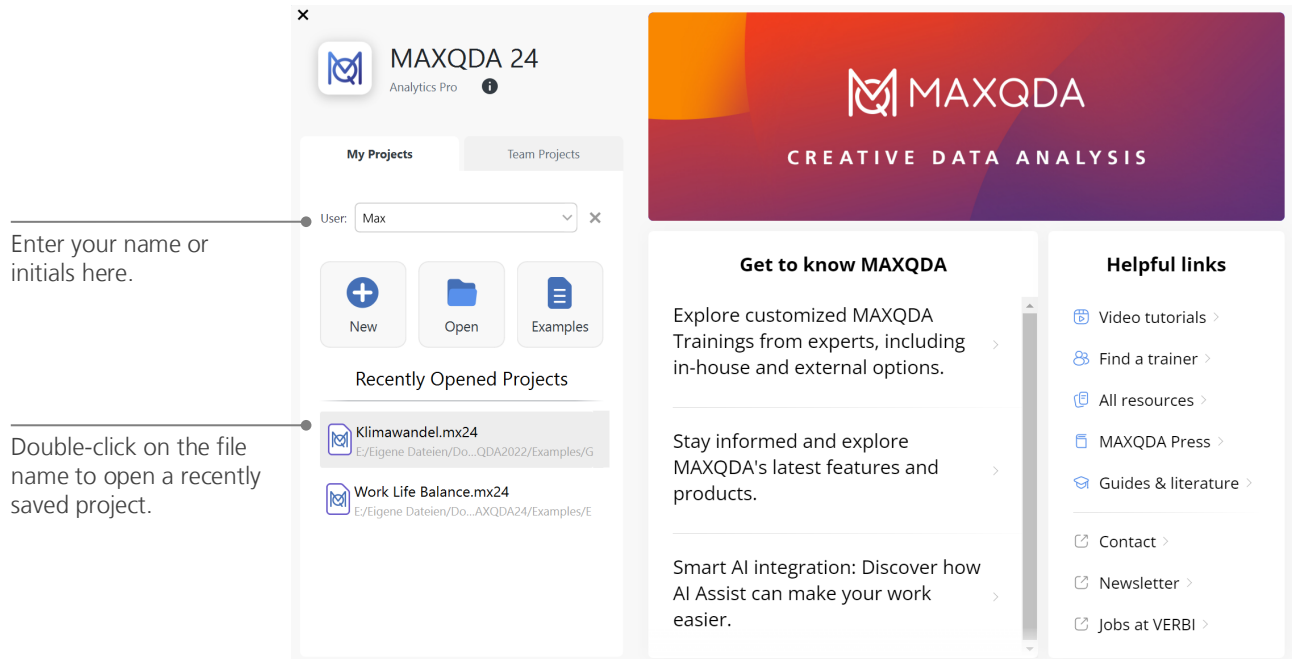 MAXQDA 24
Analytics Pro
My Projects
Team Projects
User:
Max
Enter your name or
initials here.
New
Open
Examples
Recently Opened Projects
Klimawandel.mx24
E:/Eigene Dateien/Do...QDA2022/Examples/G
Double-click on the file
name to open a recently
saved project.
Work Life Balance.mx24
E:/Eigene Dateien/Do...AXQDA24/Examples/E
MAXQDA
CREATIVE DATA ANALYSIS
Get to know MAXQDA
Explore customized MAXQDA
Trainings from experts, including
in-house and external options.
Stay informed and explore
MAXQDA's latest features and
products.
Smart AI integration: Discover how
AI Assist can make your work
easier.
Helpful links
Video tutorials
Find a trainer
All resources
MAXQDA Press
Guides & literature
Contact
Newsletter
Jobs at VERBI